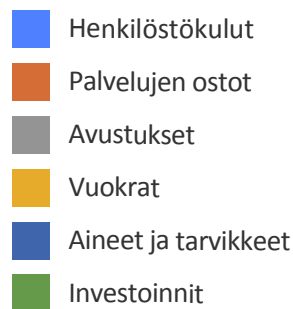 Henkilöstökulut
Palvelujen ostot
Avustukset
Vuokrat
Aineet ja tarvikkeet
Investoinnit